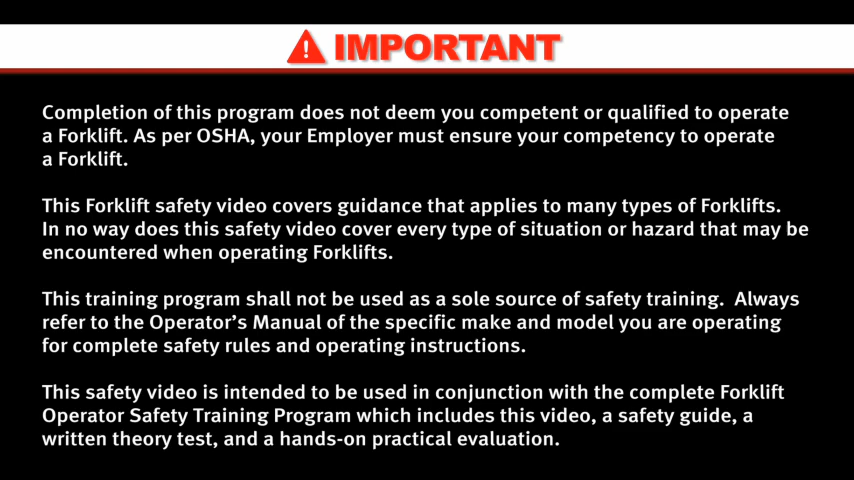 IMPORTANT
Completion of this program does not deem you competent or qualified to operate
a Forklift. As per OSHA, your Employer must ensure your competency to operate
a Forklift.
This Forklift safety video covers guidance that applies to many types of Forklifts.
In no way does this safety video cover every type of situation or hazard that may be
encountered when operating Forklifts.
This training program shall not be used as a sole source of safety training.  Always
refer to the Operator's Manual of the specific make and model you are operating
for complete safety rules and operating instructions.
This safety video is intended to be used in conjunction with the complete Forklift
Operator Safety Training Program which includes this video, a safety guide, a
written theory test, and a hands-on practical evaluation.